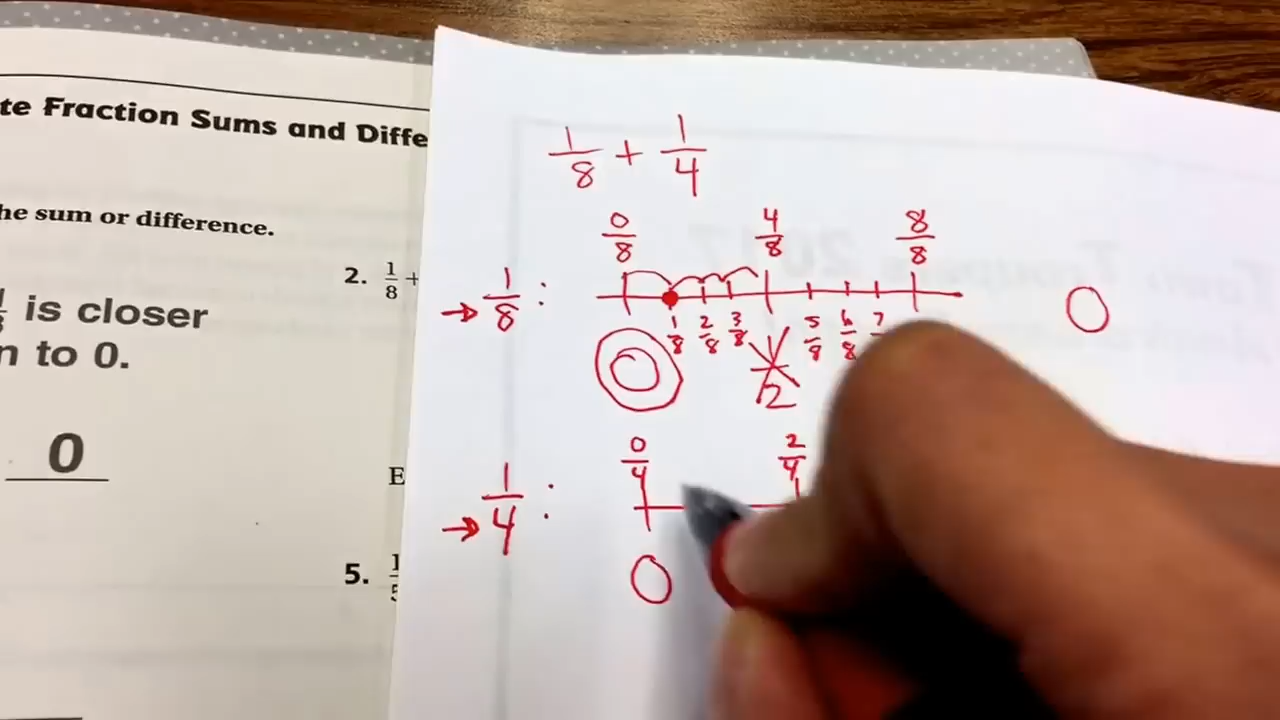 te Fraction Sums and Diffe
he sum or difference.
2. 1/8 +
is closer
n to 0.
0
E
5.
1/8 + 1/4
0/8 4/8 8/8
1/8 :
1/8 2/8 3/8 5/8 6/8
0 1/2
0
0/4 2/4
1/4 :
0